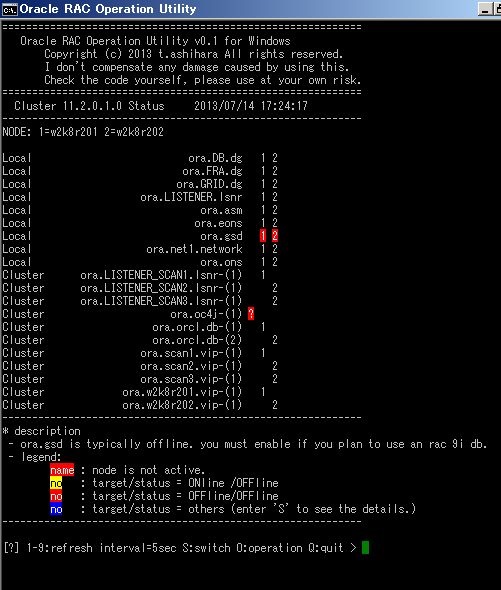 Oracle RAC Operation Utility
================================================
Oracle RAC Operation Utility v0.1 for Windows
Copyright (c) 2013 t.ashihara All rights reserved.
I don't compensate any damage caused by using this.
Check the code yourself, please use at your own risk.
================================================
Cluster 11.2.0.1.0 Status 2013/07/14 17:24:17
------------------------------------------------
NODE: 1=w2k8r201 2=w2k8r202
Local ora.DB.dg 1 2
Local ora.FRA.dg 1 2
Local ora.GRID.dg 1 2
Local ora.LISTENER.lsnr 1 2
Local ora.asm 1 2
Local ora.eons 1 2
Local ora.gsd 1 2
Local ora.net1.network 1 2
Local ora.ons 1 2
Cluster ora.LISTENER_SCAN1.lsnr-(1) 1
Cluster ora.LISTENER_SCAN2.lsnr-(1) 2
Cluster ora.LISTENER_SCAN3.lsnr-(1) 2
Cluster ora.oc4j-(1) ?
Cluster ora.orcl.db-(1) 1
Cluster ora.orcl.db-(2) 2
Cluster ora.scan1.vip-(1) 1
Cluster ora.scan2.vip-(1) 2
Cluster ora.scan3.vip-(1) 2
Cluster ora.w2k8r201.vip-(1) 1
Cluster ora.w2k8r202.vip-(1) 2
------------------------------------------------
* description
- ora.gsd is typically offline. you must enable if you plan to use an rac 9i db.
- legend:
name : node is not active.
no : target/status = ONline /OFFline
no : target/status = OFFline/OFFline
no : target/status = others (enter 'S' to see the details.)
------------------------------------------------
[?] 1-9:refresh interval=5sec S:switch O:operation Q:quit >